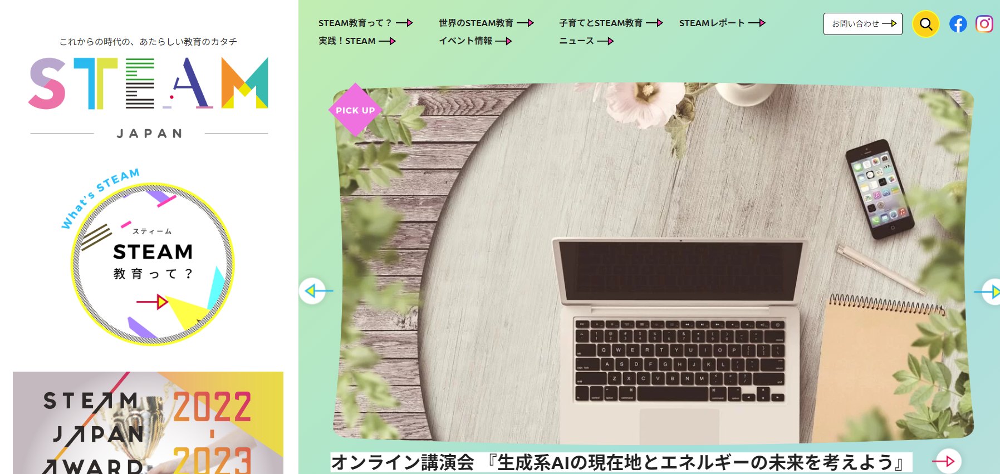 これからの時代の、あたらしい教育のカタチ
STEAM
JAPAN
What's STEAM
スティーム
STEAM
教育って？
STEAM
JAPAN
AWARD
2022
-
2023
STEAM教育って？
世界のSTEAM教育
子育てとSTEAM教育
STEAMレポート
実践！STEAM
イベント情報
ニュース
お問い合わせ
PICK UP
オンライン講演会 『生成系AIの現在地とエネルギーの未来を考えよう』